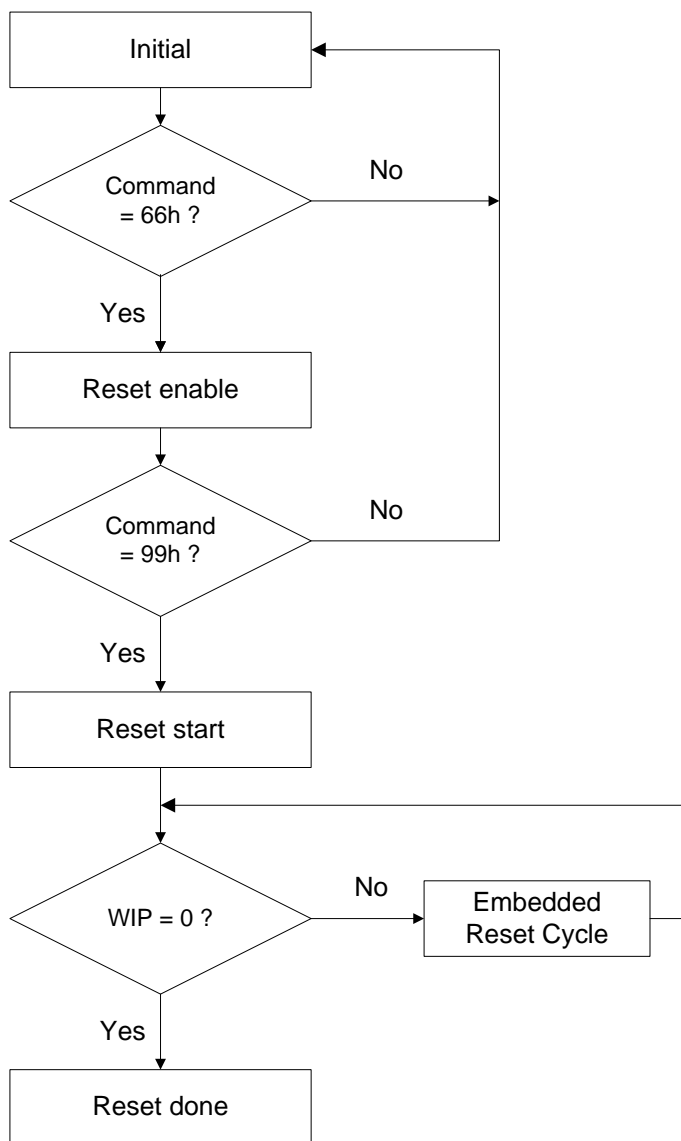 Initial
Command
= 66h ?
No
Yes
Reset enable
Command
= 99h ?
No
Yes
Reset start
WIP = 0 ?
No
Embedded
Reset Cycle
Yes
Reset done